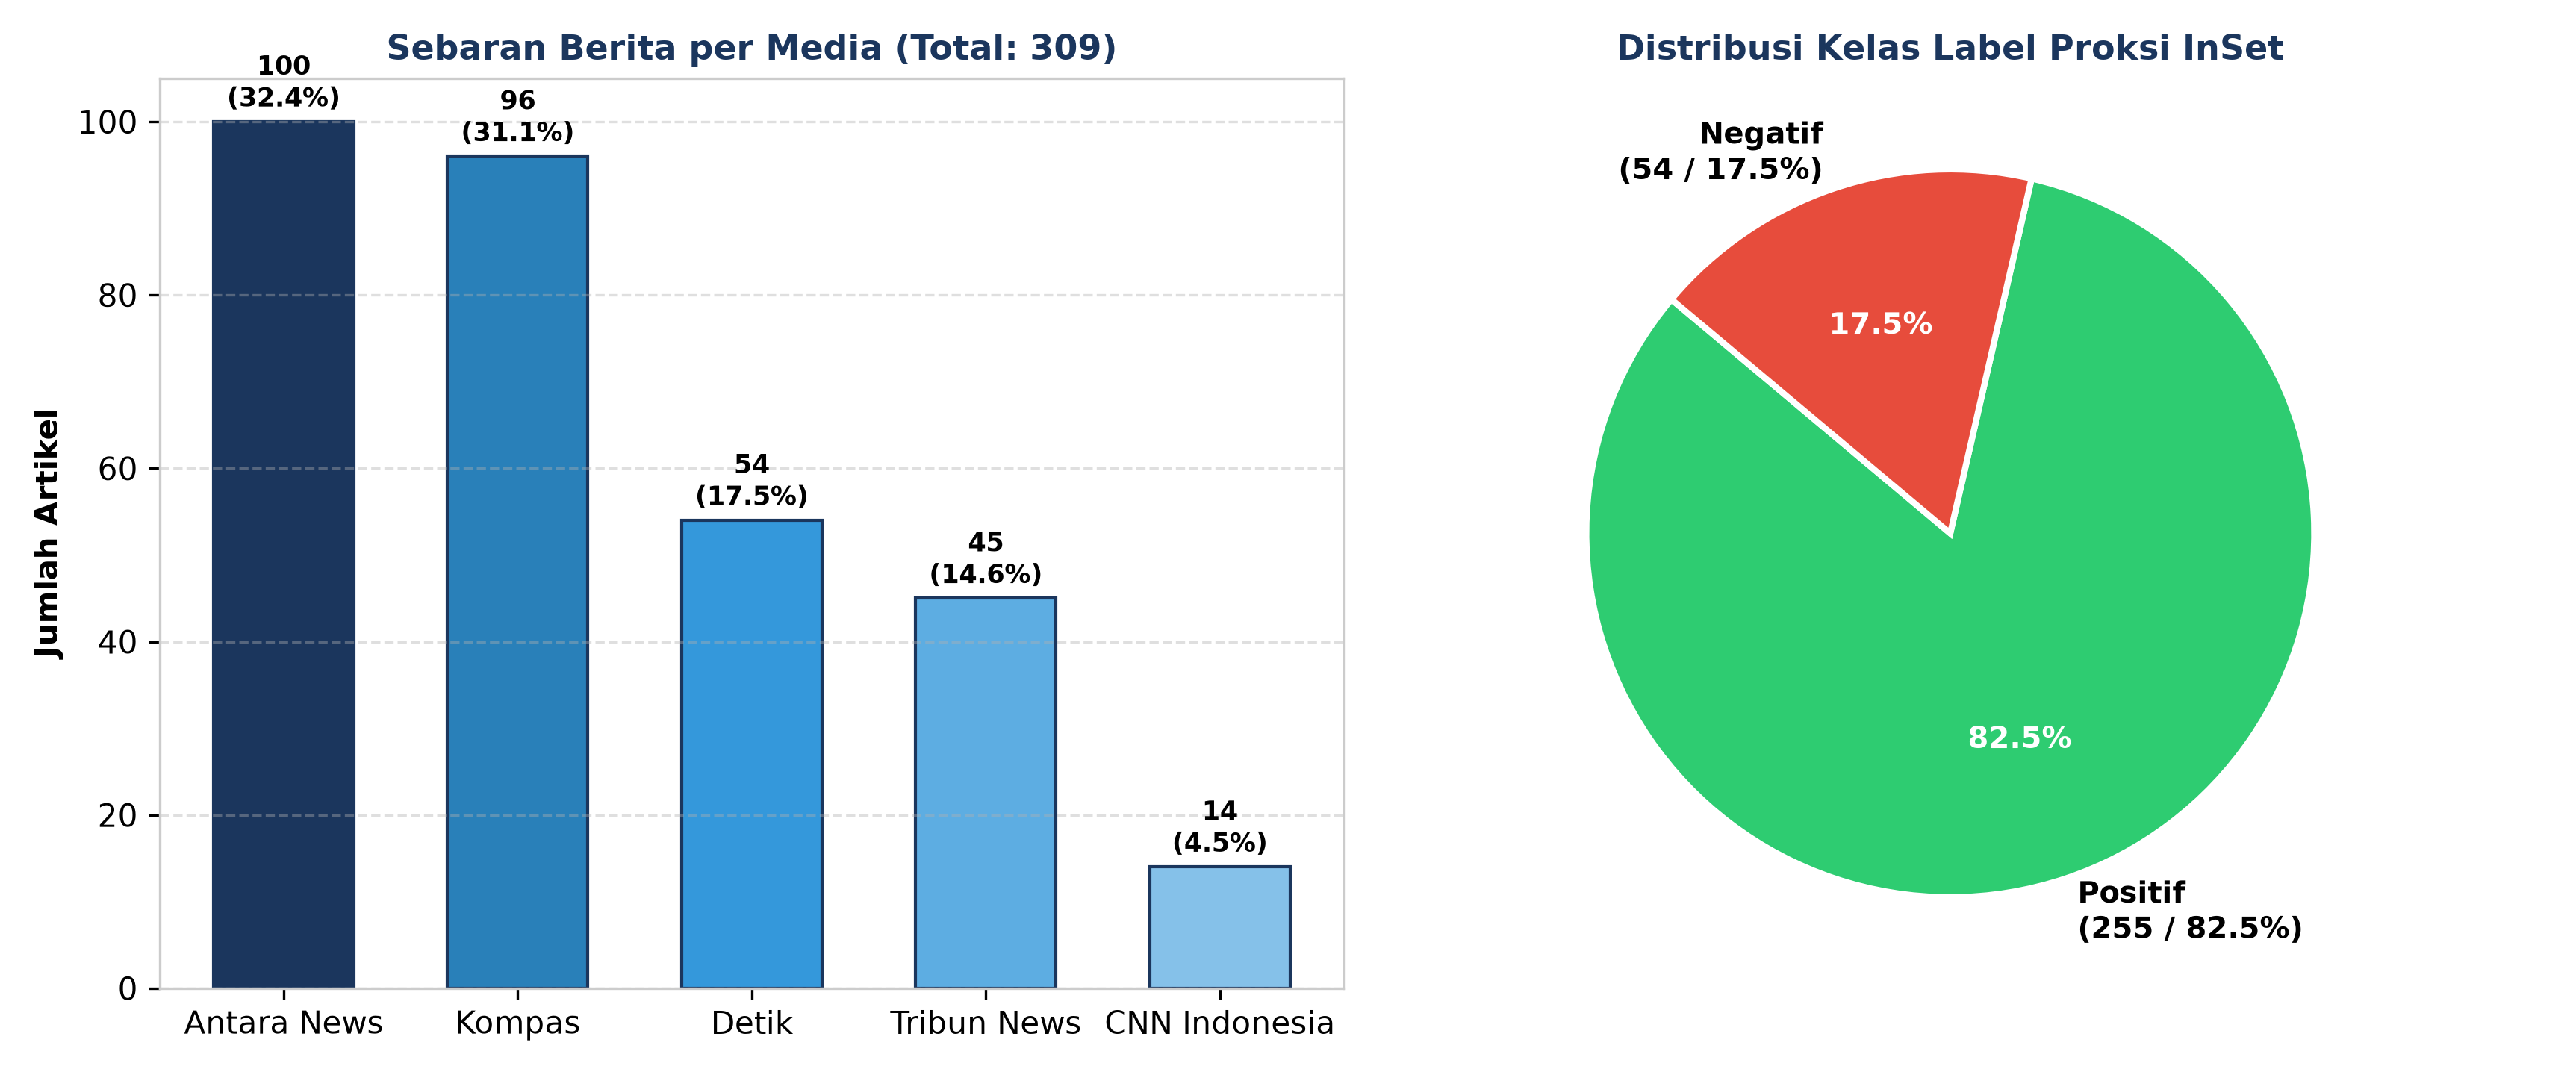 Sebaran Berita per Media (Total: 309)
Jumlah Artikel
100
80
60
40
20
0
100
(32.4%)
96
(31.1%)
54
(17.5%)
45
(14.6%)
14
(4.5%)
Antara News
Kompas
Detik
Tribun News
CNN Indonesia
Distribusi Kelas Label Proksi InSet
Negatif
(54 / 17.5%)
17.5%
82.5%
Positif
(255 / 82.5%)